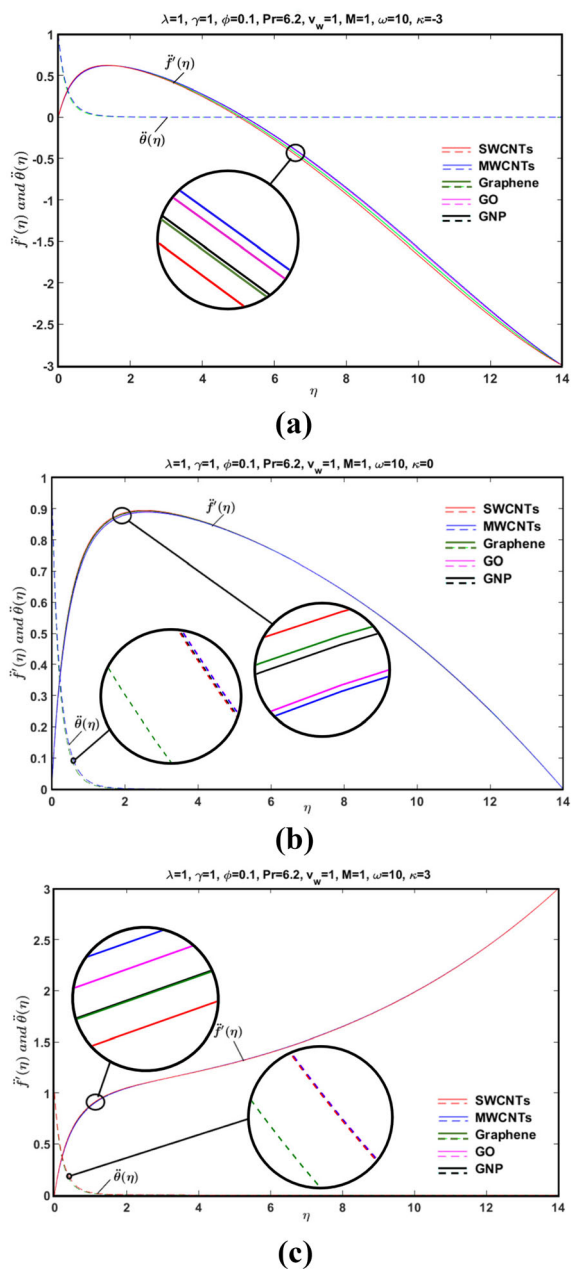 λ=1, γ=1, ϕ=0.1, Pr=6.2, v_w=1, M=1, ω=10, κ=-3
1
0.5
0
-0.5
-1
-1.5
-2
-2.5
-3
f̈′(η) and θ̈(η)
f̈′(η)
θ̈(η)
SWCNTs
MWCNTs
Graphene
GO
GNP
0 2 4 6 8 10 12 14
η
(a)
λ=1, γ=1, ϕ=0.1, Pr=6.2, v_w=1, M=1, ω=10, κ=0
1
0.9
0.8
0.7
0.6
0.5
0.4
0.3
0.2
0.1
0
f̈′(η) and θ̈(η)
f̈′(η)
θ̈(η)
SWCNTs
MWCNTs
Graphene
GO
GNP
0 2 4 6 8 10 12 14
η
(b)
λ=1, γ=1, ϕ=0.1, Pr=6.2, v_w=1, M=1, ω=10, κ=3
3
2.5
2
1.5
1
0.5
0
f̈′(η) and θ̈(η)
f̈′(η)
θ̈(η)
SWCNTs
MWCNTs
Graphene
GO
GNP
0 2 4 6 8 10 12 14
η
(c)